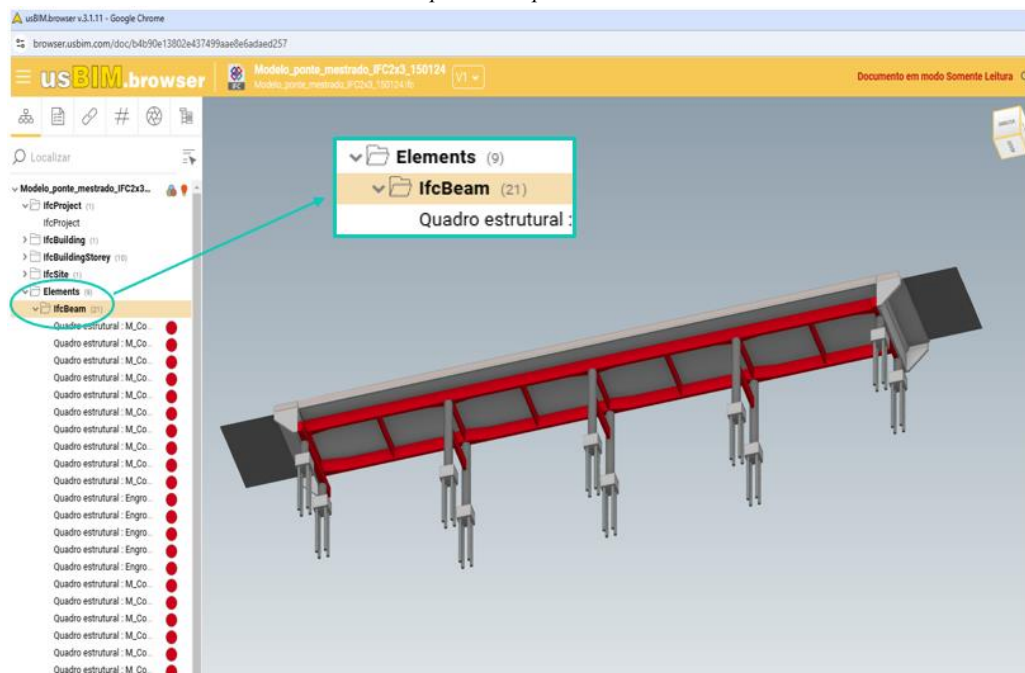 usBIM.browser v.3.1.11 - Google Chrome
browser.usbim.com/doc/b4b90e13802e437499aae8e6adaed257
usBIM.browser
IFC
Modelo_ponte_mestrado_IFC2x3_150124
Modelo_ponte_mestrado_IFC2x3_150124.ifc
V1
Documento em modo Somente Leitura
Localizar
Modelo_ponte_mestrado_IFC2x3...
IfcProject (1)
IfcProject
IfcBuilding (1)
IfcBuildingStorey (10)
IfcSite (1)
Elements (9)
IfcBeam (21)
Quadro estrutural : M_Co...
Quadro estrutural : M_Co...
Quadro estrutural : M_Co...
Quadro estrutural : M_Co...
Quadro estrutural : M_Co...
Quadro estrutural : M_Co...
Quadro estrutural : M_Co...
Quadro estrutural : M_Co...
Quadro estrutural : M_Co...
Quadro estrutural : M_Co...
Quadro estrutural : Engro...
Quadro estrutural : Engro...
Quadro estrutural : Engro...
Quadro estrutural : Engro...
Quadro estrutural : Engro...
Quadro estrutural : M_Co...
Quadro estrutural : M_Co...
Quadro estrutural : M_Co...
Quadro estrutural : M_Co...
Quadro estrutural : M_Co...
Quadro estrutural : M_Co...
Elements (9)
IfcBeam (21)
Quadro estrutural :